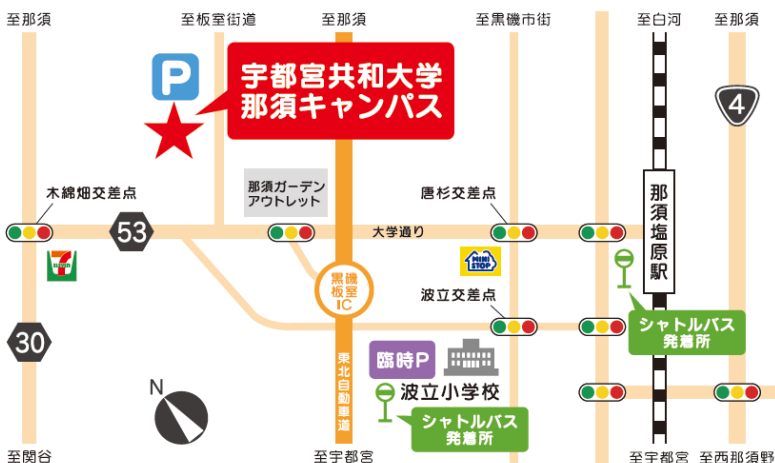 至那須
至板室街道
至那須
至黒磯市街
至白河
至那須
P
宇都宮共和大学
那須キャンパス
4
木綿畑交差点
53
那須ガーデン
アウトレット
大学通り
唐杉交差点
那須塩原駅
7
ELEVEN
MINI
STOP
黒磯
板室
IC
波立交差点
シャトルバス
発着所
30
臨時P
東北自動車道
波立小学校
N
シャトルバス
発着所
至関谷
至宇都宮
至宇都宮
至西那須野